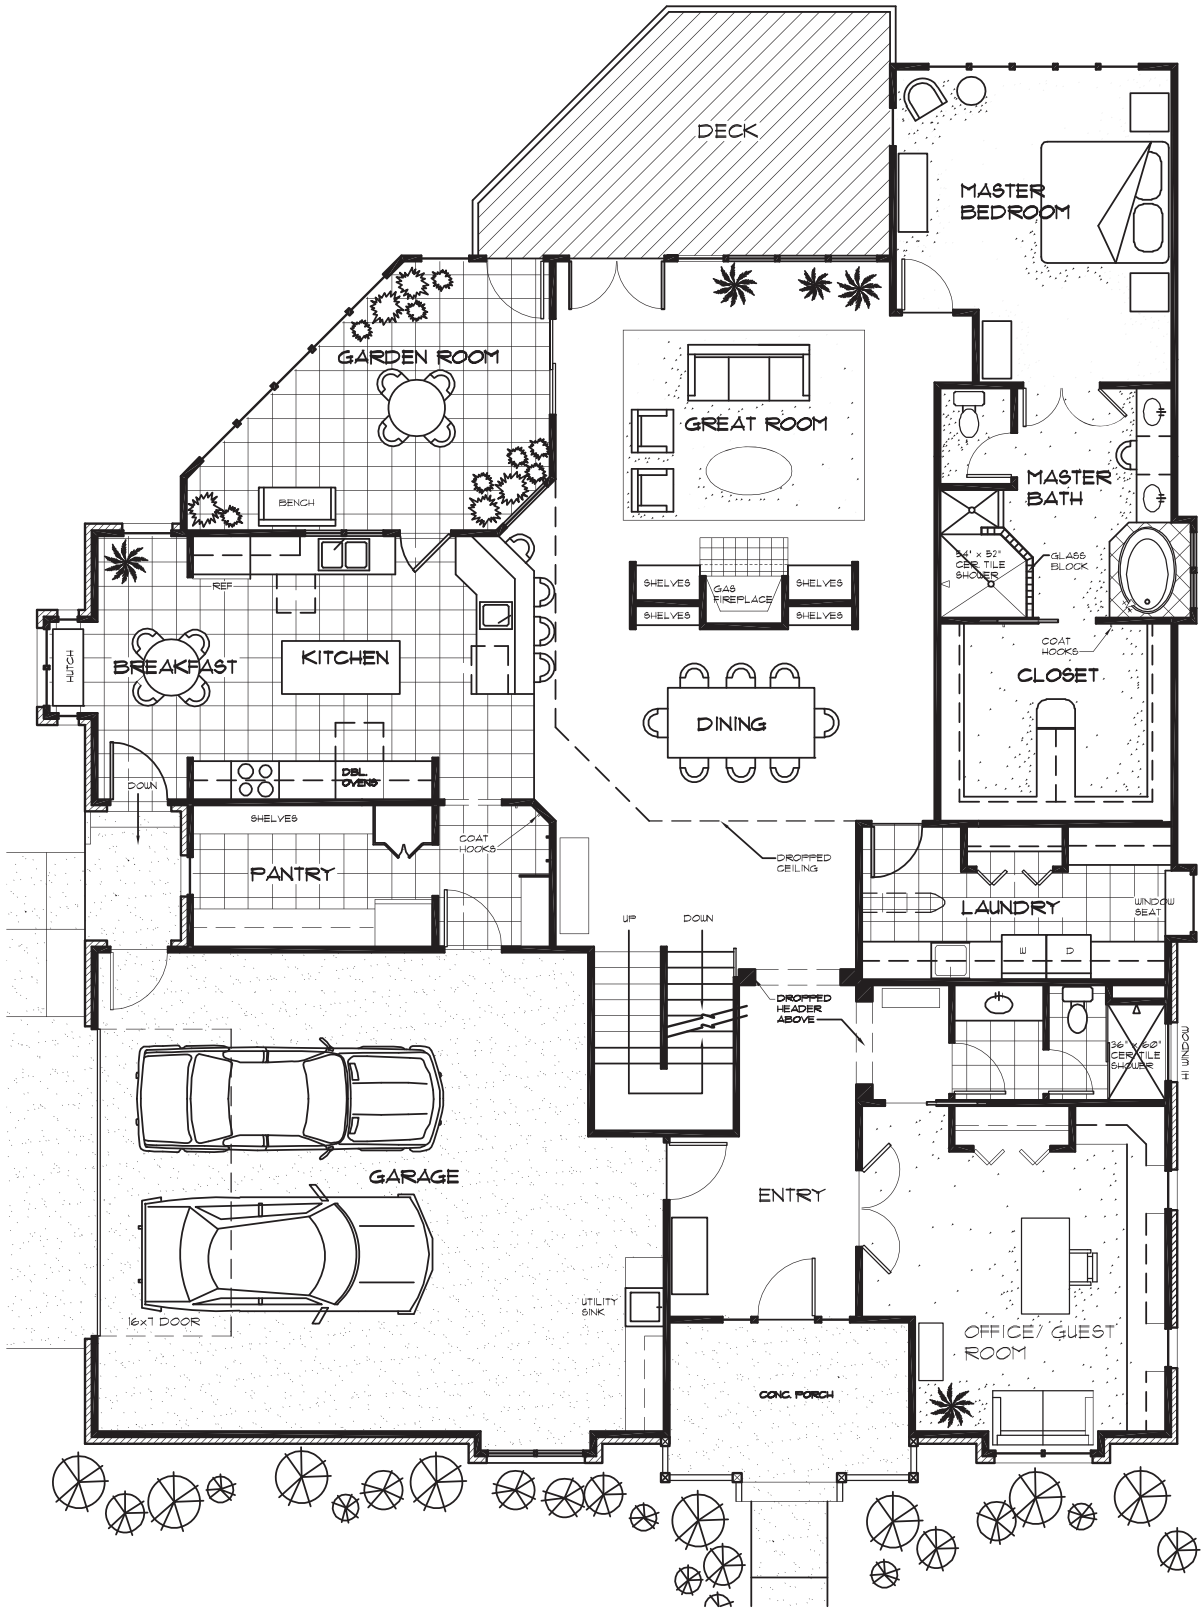 DECK
MASTER
BEDROOM
GARDEN ROOM
GREAT ROOM
MASTER
BATH
BENCH
REF
54" x 52"
CER. TILE
SHOWER
GLASS
BLOCK
SHELVES
SHELVES
GAS
FIREPLACE
SHELVES
SHELVES
HUTCH
BREAKFAST
KITCHEN
COAT
HOOKS
CLOSET
DINING
DBL.
OVENS
DOWN
SHELVES
COAT
HOOKS
PANTRY
DROPPED
CEILING
LAUNDRY
WINDOW
SEAT
UP
DOWN
W
D
DROPPED
HEADER
ABOVE
36" x 60"
CER TILE
SHOWER
HI WINDOW
GARAGE
ENTRY
UTILITY
SINK
16x7 DOOR
OFFICE/ GUEST
ROOM
CONC. PORCH